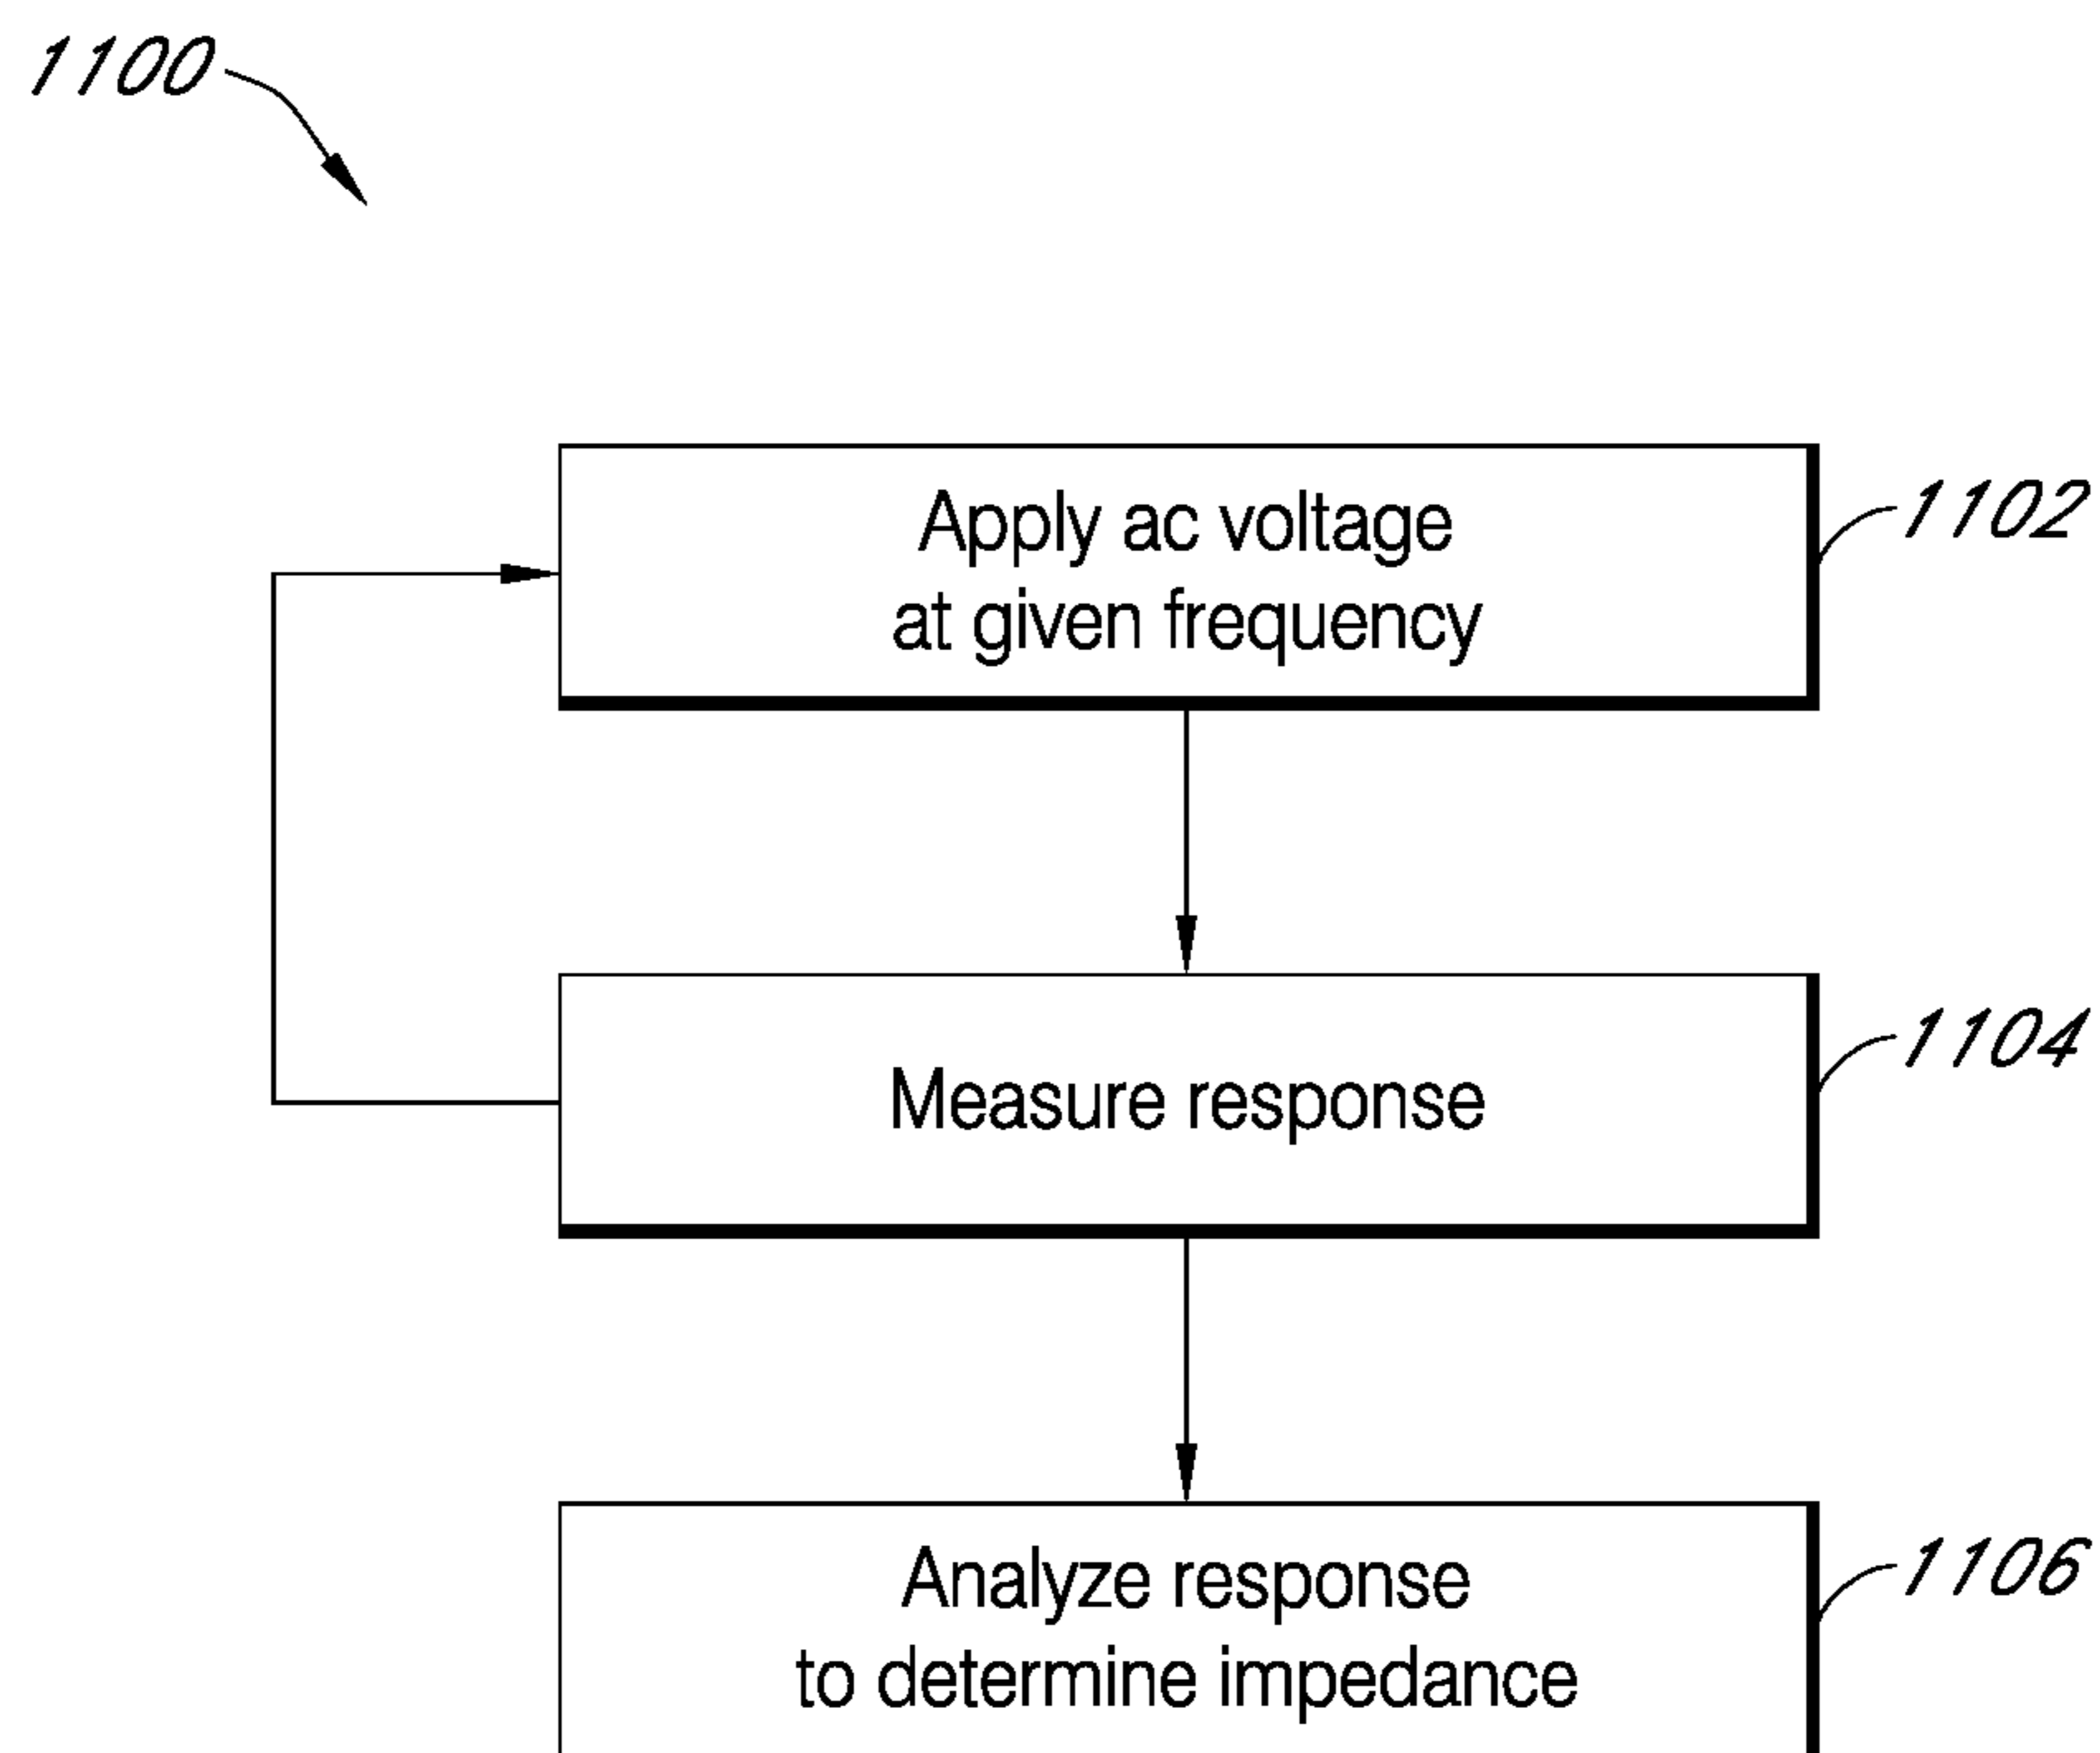 1100
Apply ac voltage
at given frequency
1102
Measure response
1104
Analyze response
to determine impedance
1106